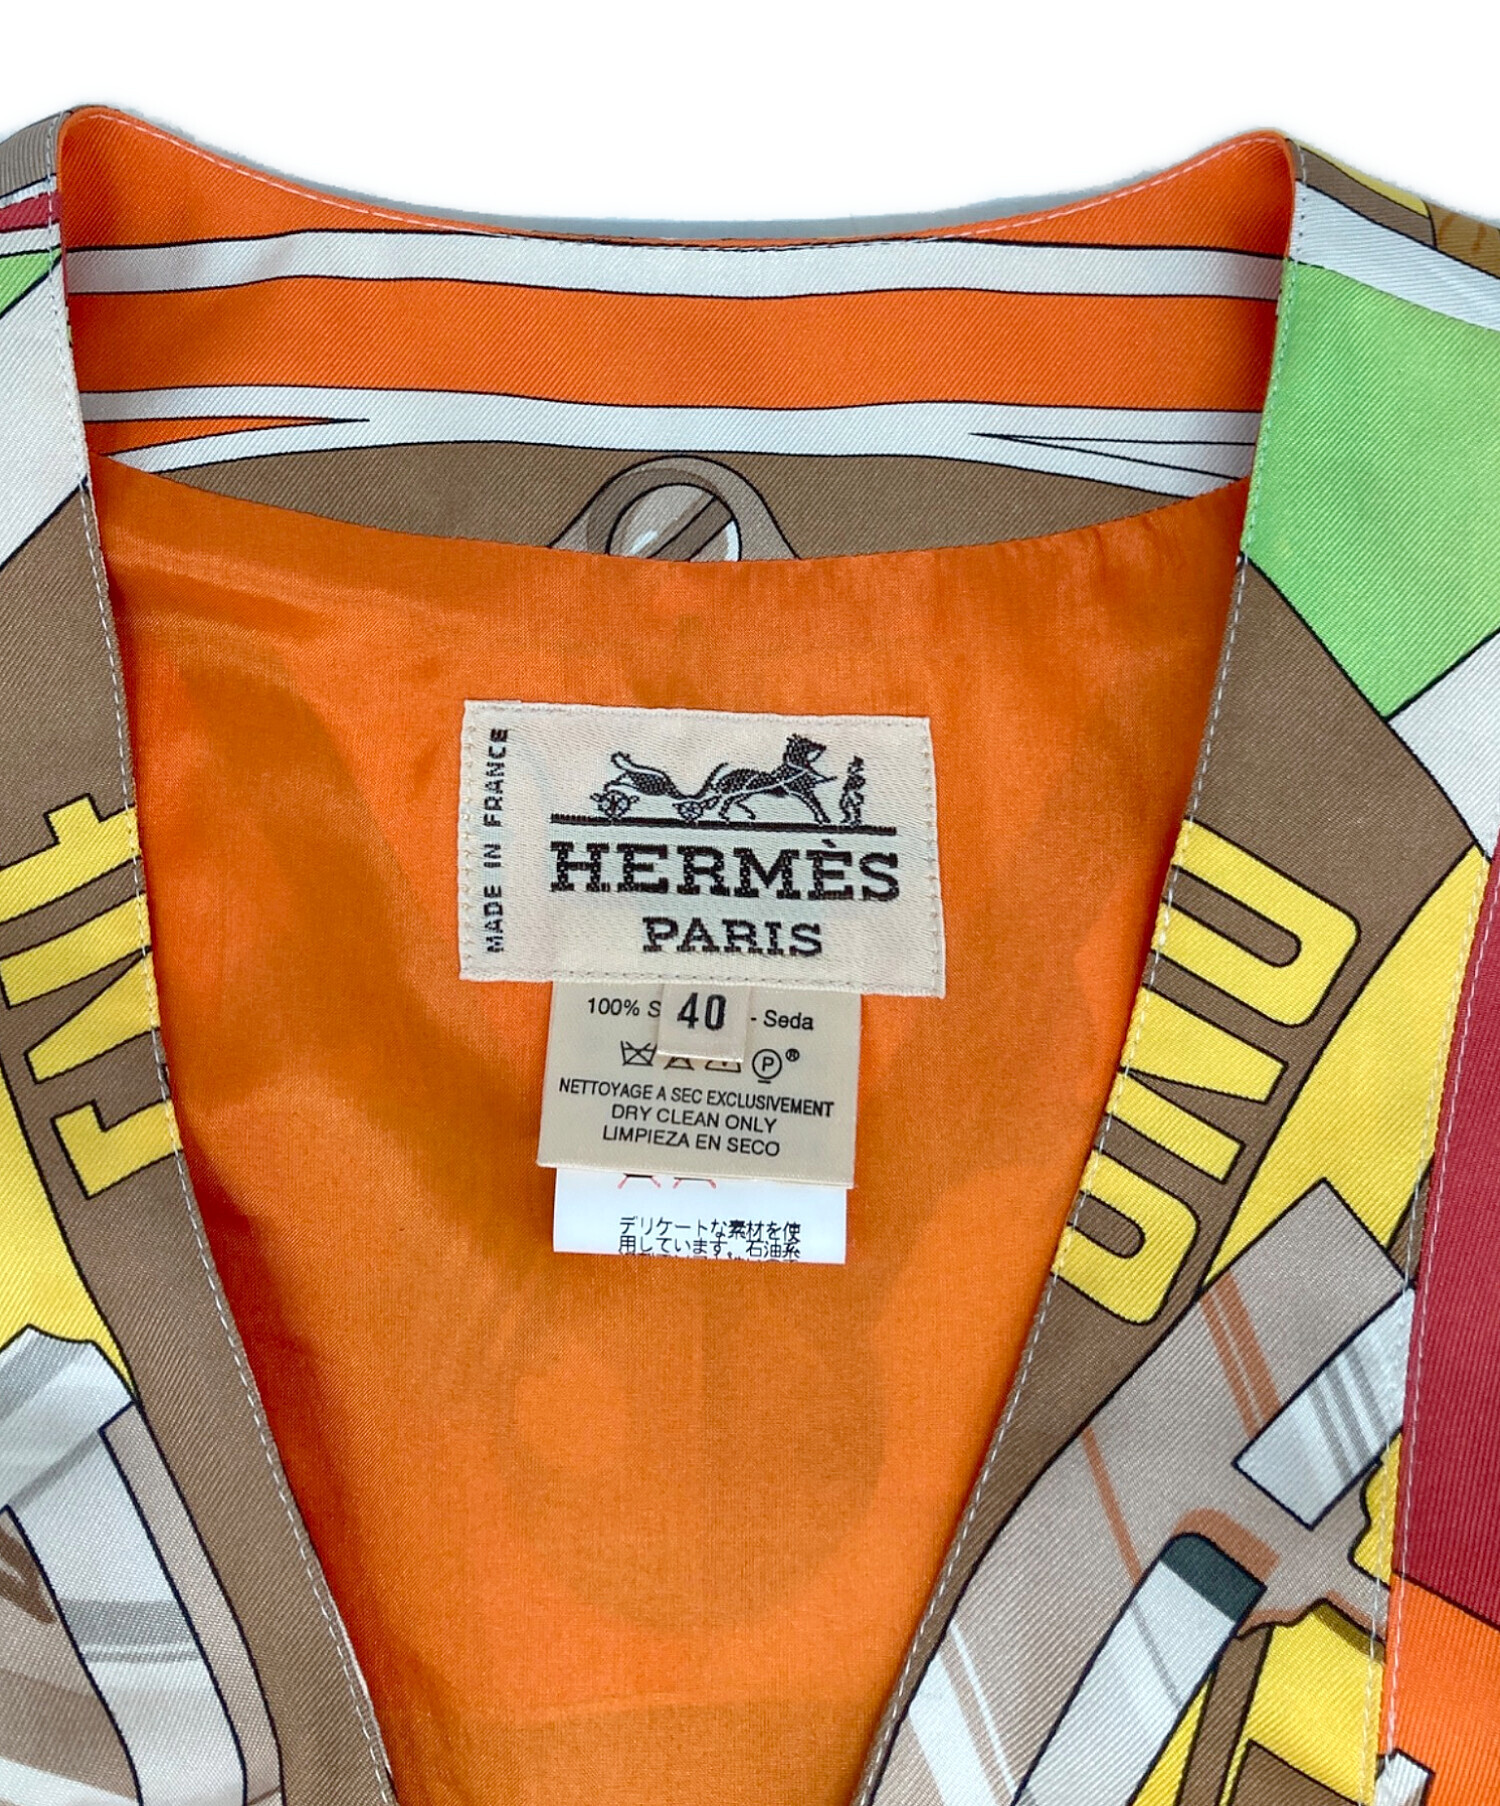 MADE IN FRANCE
HERMÈS
PARIS
40
100% S - Seda
P ®
NETTOYAGE A SEC EXCLUSIVEMENT
DRY CLEAN ONLY
LIMPIEZA EN SECO
デリケートな素材を使
用しています。石油系